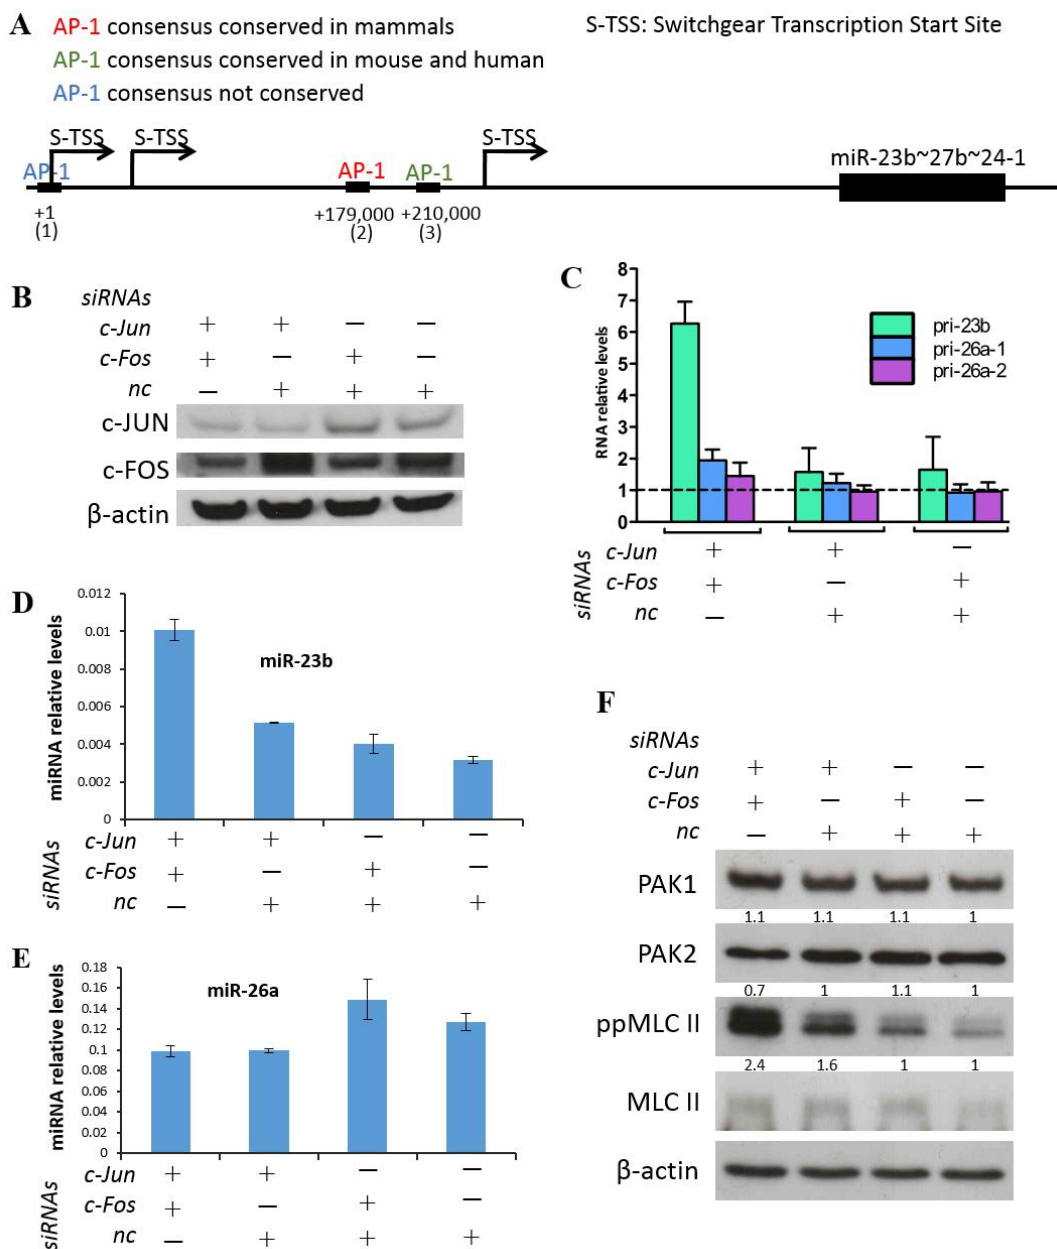 A
AP-1 consensus conserved in mammals
S-TSS: Switchgear Transcription Start Site
AP-1 consensus conserved in mouse and human
AP-1 consensus not conserved
S-TSS S-TSS S-TSS
AP-1 AP-1 AP-1 miR-23b~27b~24-1
+1 +179,000 +210,000
(1) (2) (3)
B
siRNAs
c-Jun + + — —
c-Fos + — + —
nc — + + +
c-JUN
c-FOS
β-actin
C
RNA relative levels
8
7
6
5
4
3
2
1
0
pri-23b
pri-26a-1
pri-26a-2
siRNAs
c-Jun + + —
c-Fos + — +
nc — + +
D
miRNA relative levels
miR-23b
0.012
0.01
0.008
0.006
0.004
0.002
0
siRNAs
c-Jun + + — —
c-Fos + — + —
nc — + + +
E
miRNA relative levels
miR-26a
0.18
0.16
0.14
0.12
0.1
0.08
0.06
0.04
0.02
0
siRNAs
c-Jun + + — —
c-Fos + — + —
nc — + + +
F
siRNAs
c-Jun + + — —
c-Fos + — + —
nc — + + +
PAK1
1.1 1.1 1.1 1
PAK2
0.7 1 1.1 1
ppMLC II
2.4 1.6 1 1
MLC II
β-actin